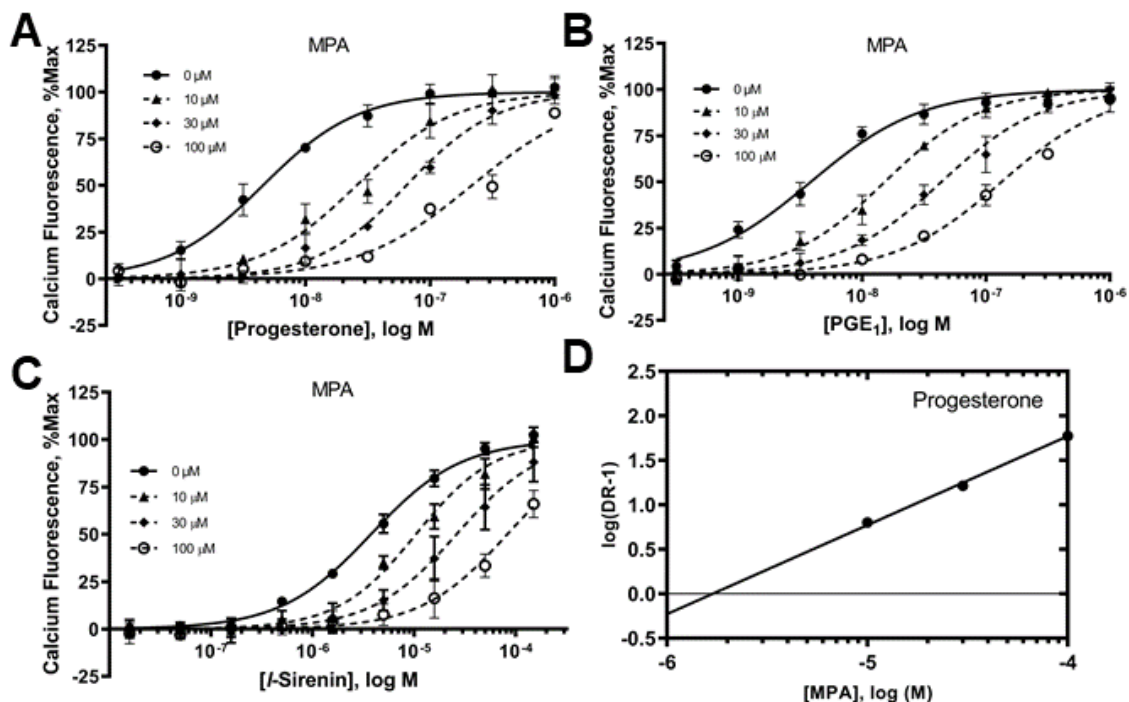 A
MPA
Calcium Fluorescence, %Max
125
100
75
50
25
0
-25
0 µM
10 µM
30 µM
100 µM
10-9
10-8
10-7
10-6
[Progesterone], log M
B
MPA
Calcium Fluorescence, %Max
125
100
75
50
25
0
-25
0 µM
10 µM
30 µM
100 µM
10-9
10-8
10-7
10-6
[PGE1], log M
C
MPA
Calcium Fluorescence, %Max
125
100
75
50
25
0
-25
0 µM
10 µM
30 µM
100 µM
10-7
10-6
10-5
10-4
[l-Sirenin], log M
D
Progesterone
log(DR-1)
2.5
2.0
1.5
1.0
0.5
0.0
-0.5
-6
-5
-4
[MPA], log (M)